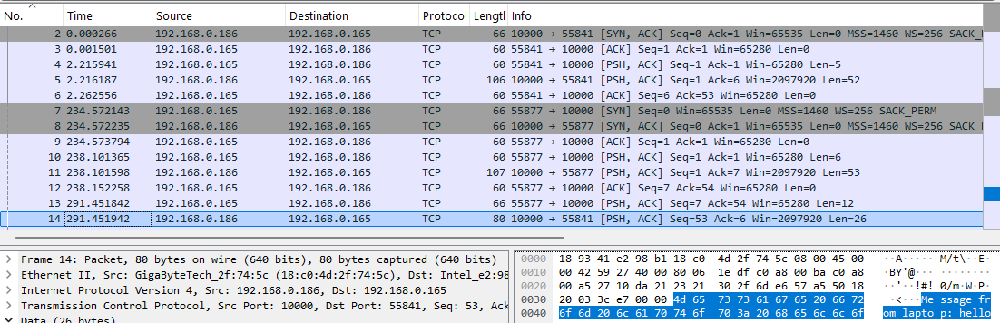 No. Time Source Destination Protocol Length Info
2 0.000266 192.168.0.186 192.168.0.165 TCP 66 10000 → 55841 [SYN, ACK] Seq=0 Ack=1 Win=65535 Len=0 MSS=1460 WS=256
3 0.001501 192.168.0.165 192.168.0.186 TCP 60 55841 → 10000 [ACK] Seq=1 Ack=1 Win=65280 Len=0
4 2.215941 192.168.0.165 192.168.0.186 TCP 60 55841 → 10000 [PSH, ACK] Seq=1 Ack=1 Win=65280 Len=5
5 2.216187 192.168.0.186 192.168.0.165 TCP 106 10000 → 55841 [PSH, ACK] Seq=1 Ack=6 Win=2097920 Len=52
6 2.262556 192.168.0.165 192.168.0.186 TCP 60 55841 → 10000 [ACK] Seq=6 Ack=53 Win=65280 Len=0
7 234.572143 192.168.0.165 192.168.0.186 TCP 66 55877 → 10000 [SYN] Seq=0 Win=65535 Len=0 MSS=1460 WS=256 SACK_PERM
8 234.572235 192.168.0.186 192.168.0.165 TCP 66 10000 → 55877 [SYN, ACK] Seq=0 Ack=1 Win=65535 Len=0 MSS=1460 WS=256
9 234.573794 192.168.0.165 192.168.0.186 TCP 60 55877 → 10000 [ACK] Seq=1 Ack=1 Win=65280 Len=0
10 238.101365 192.168.0.165 192.168.0.186 TCP 60 55877 → 10000 [PSH, ACK] Seq=1 Ack=1 Win=65280 Len=6
11 238.101598 192.168.0.186 192.168.0.165 TCP 107 10000 → 55877 [PSH, ACK] Seq=1 Ack=7 Win=2097920 Len=53
12 238.152258 192.168.0.165 192.168.0.186 TCP 60 55877 → 10000 [ACK] Seq=7 Ack=54 Win=65280 Len=0
13 291.451842 192.168.0.165 192.168.0.186 TCP 66 55877 → 10000 [PSH, ACK] Seq=7 Ack=54 Win=65280 Len=12
14 291.451942 192.168.0.186 192.168.0.165 TCP 80 10000 → 55841 [PSH, ACK] Seq=53 Ack=6 Win=2097920 Len=26
Frame 14: Packet, 80 bytes on wire (640 bits), 80 bytes captured (640 bits)
Ethernet II, Src: GigaByteTech_2f:74:5c (18:c0:4d:2f:74:5c), Dst: Intel_e2:98
Internet Protocol Version 4, Src: 192.168.0.186, Dst: 192.168.0.165
Transmission Control Protocol, Src Port: 10000, Dst Port: 55841, Seq: 53, Ack
Data (26 bytes)
0000 18 93 41 e2 98 b1 18 c0 4d 2f 74 5c 08 00 45 00 ··A····· M/t\··E·
0010 00 42 59 27 40 00 80 06 1e df c0 a8 00 ba c0 a8 ·BY'@··· ········
0020 00 a5 27 10 da 21 23 21 30 2f 6d e6 57 a5 50 18 ··'··!#! 0/m·W·P·
0030 20 03 3c e7 00 00 4d 65 73 73 61 67 65 20 66 72 ·<···Me ssage fr
0040 6f 6d 20 6c 61 70 74 6f 70 3a 20 68 65 6c 6c 6f om lapto p: hello